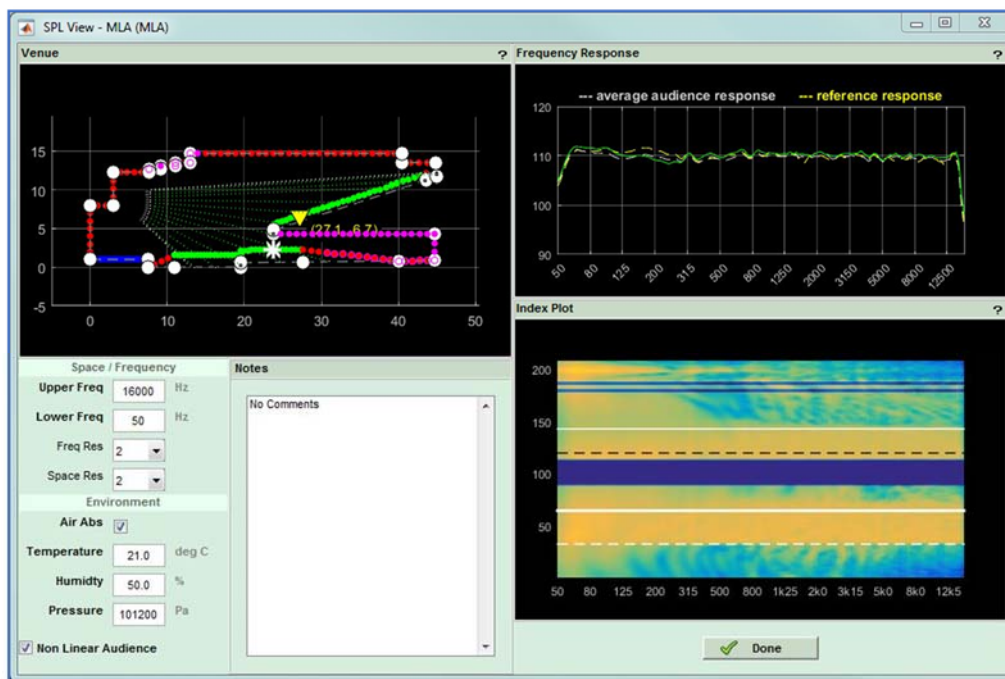 SPL View - MLA (MLA)
Venue ?
15
10
5
0
-5
0 10 20 30 40 50
(27.1, 6.7)
Frequency Response ?
--- average audience response --- reference response
120
110
100
90
50 80 125 200 315 500 800 1250 2000 3150 5000 8000 12500
Index Plot ?
200
150
100
50
50 80 125 200 315 500 800 1k25 2k0 3k15 5k0 8k0 12k5
Space / Frequency
Upper Freq 16000 Hz
Lower Freq 50 Hz
Freq Res 2
Space Res 2
Environment
Air Abs
Temperature 21.0 deg C
Humidty 50.0 %
Pressure 101200 Pa
Non Linear Audience
Notes
No Comments
Done